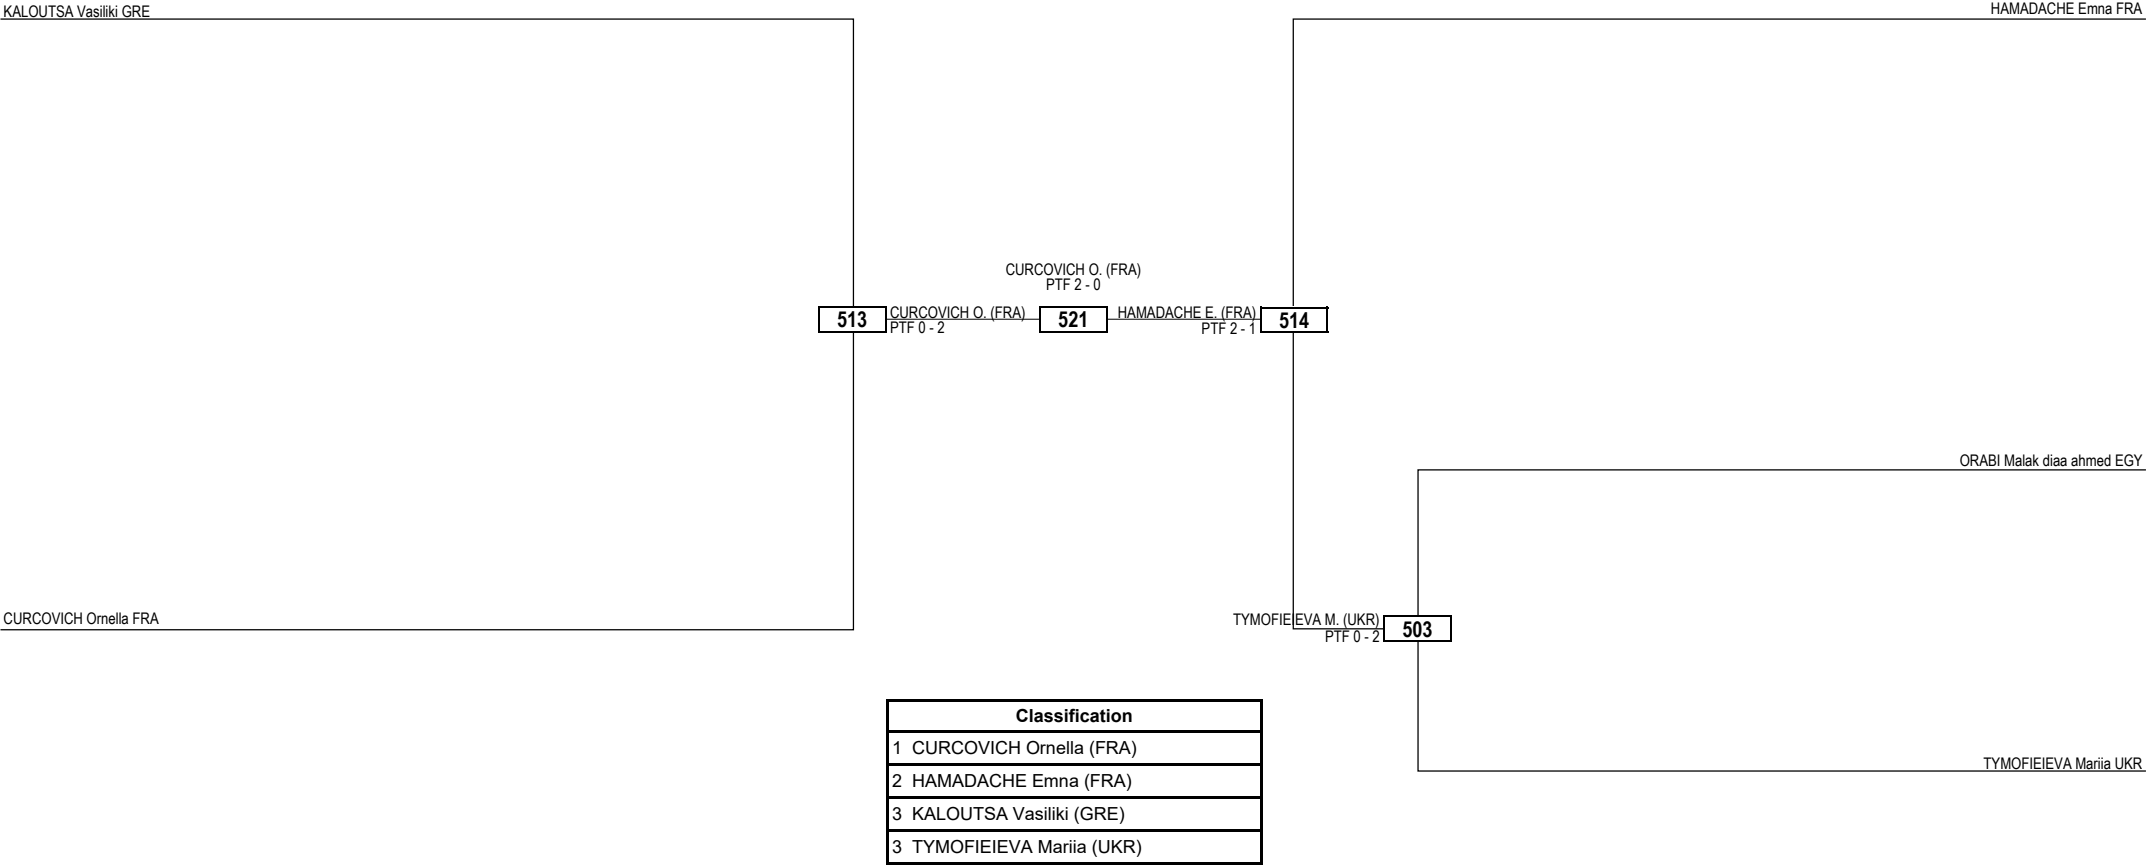 KALOUTSA Vasiliki GRE
HAMADACHE Emna FRA
CURCOVICH O. (FRA)
PTF 2 - 0
513
CURCOVICH O. (FRA)
PTF 0 - 2
521
HAMADACHE E. (FRA)
PTF 2 - 1
514
ORABI Malak diaa ahmed EGY
CURCOVICH Ornella FRA
TYMOFIEIEVA M. (UKR)
PTF 0 - 2
503
TYMOFIEIEVA Mariia UKR
Classification
1 CURCOVICH Ornella (FRA)
2 HAMADACHE Emna (FRA)
3 KALOUTSA Vasiliki (GRE)
3 TYMOFIEIEVA Mariia (UKR)